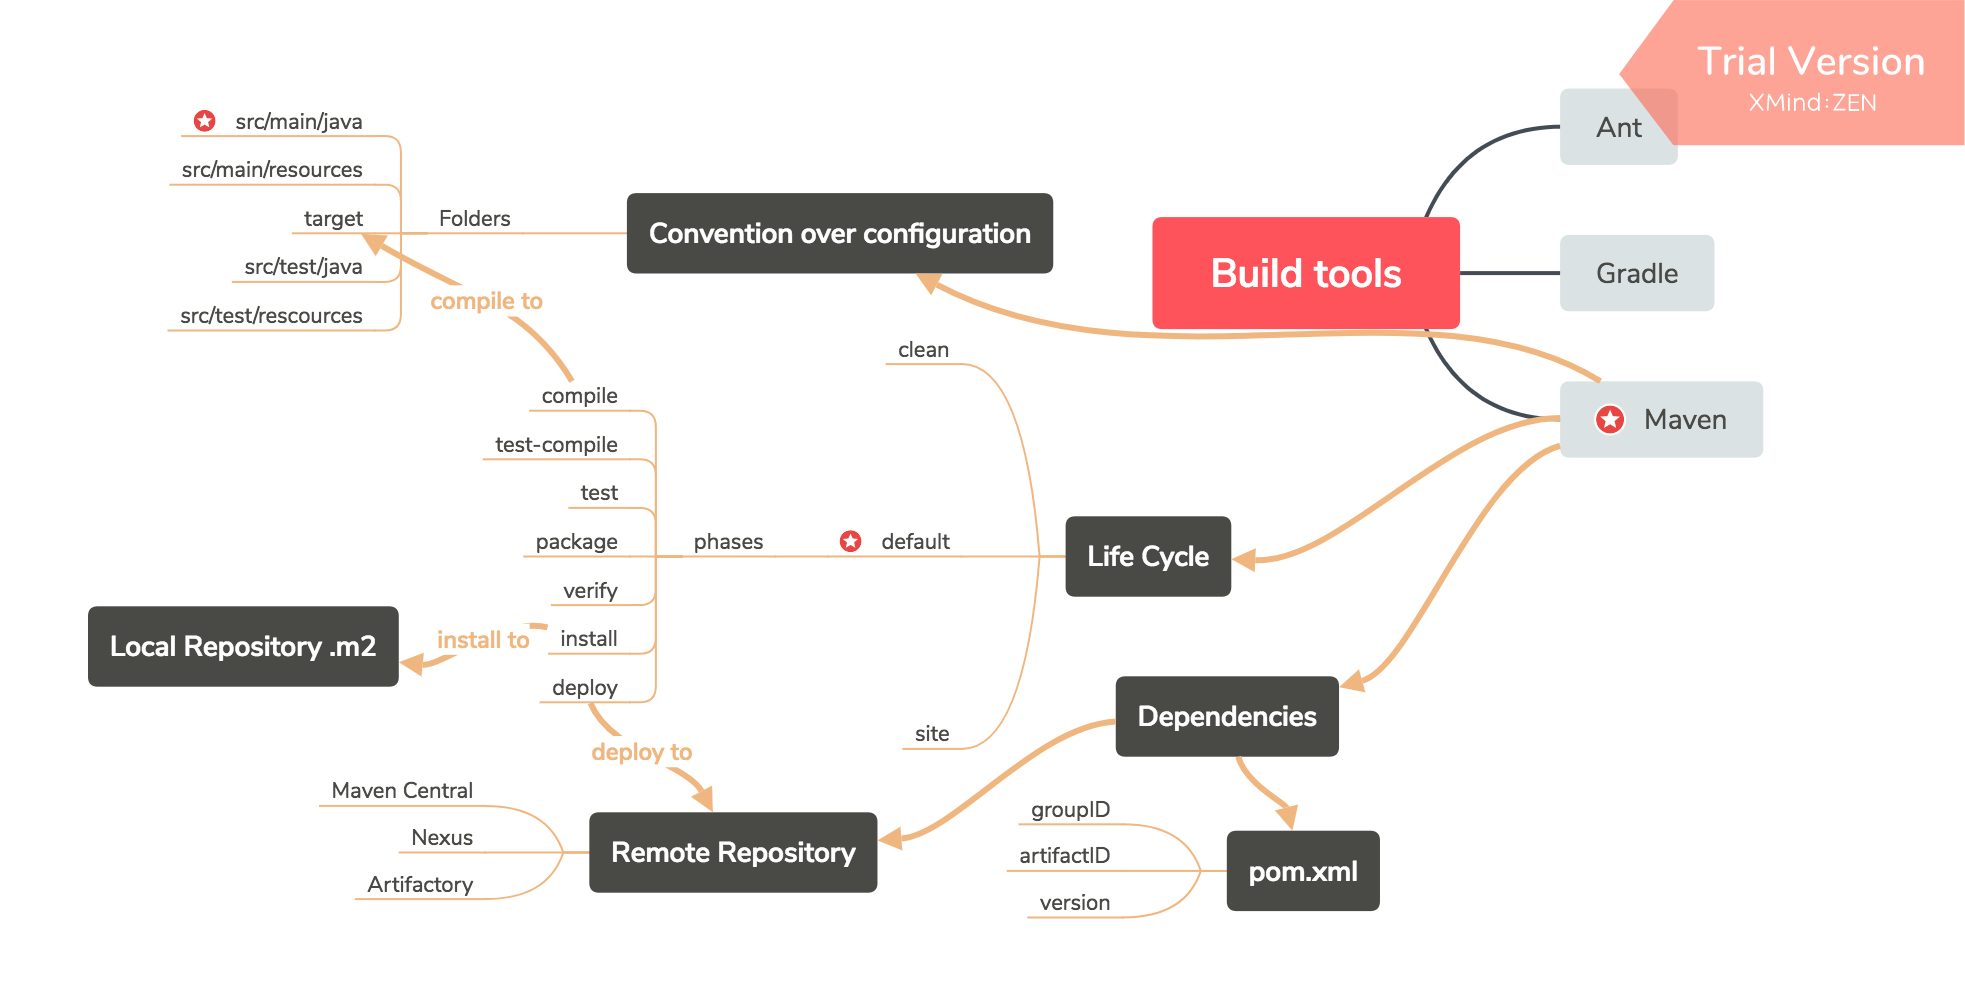 Trial Version
XMind:ZEN
Build tools
Ant
Gradle
Maven
Convention over configuration
Folders
src/main/java
src/main/resources
target
src/test/java
src/test/rescources
compile to
Life Cycle
clean
default
site
phases
compile
test-compile
test
package
verify
install
deploy
install to
Local Repository .m2
deploy to
Remote Repository
Maven Central
Nexus
Artifactory
Dependencies
pom.xml
groupID
artifactID
version